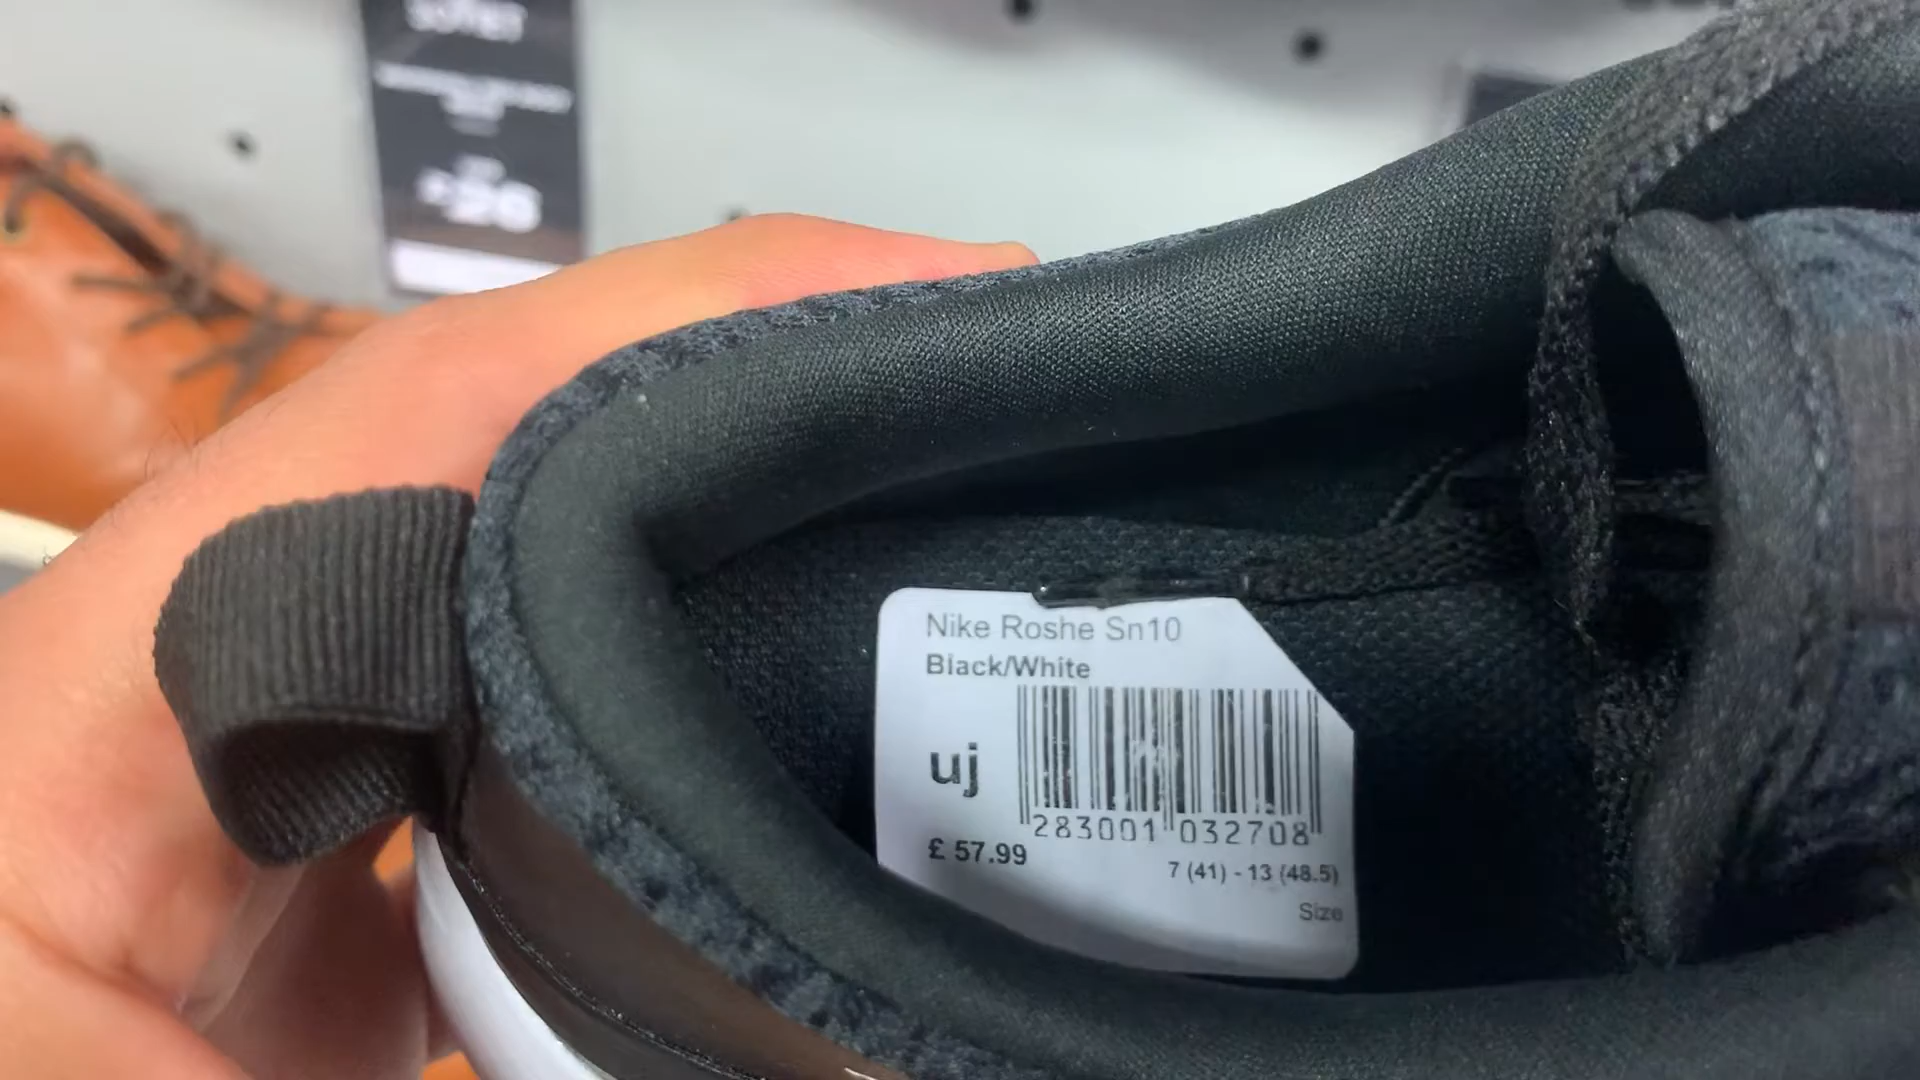 Nike Roshe Sn10
Black/White
uj
283001 032708
£ 57.99
7 (41) - 13 (48.5)
Size